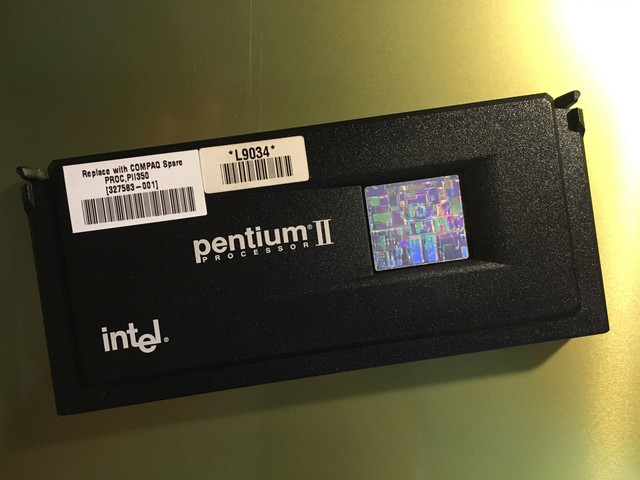 Replace with COMPAQ Spare
PROC,PII350
[327583-001]
*L9034*
pentium® II
PROCESSOR
intel®